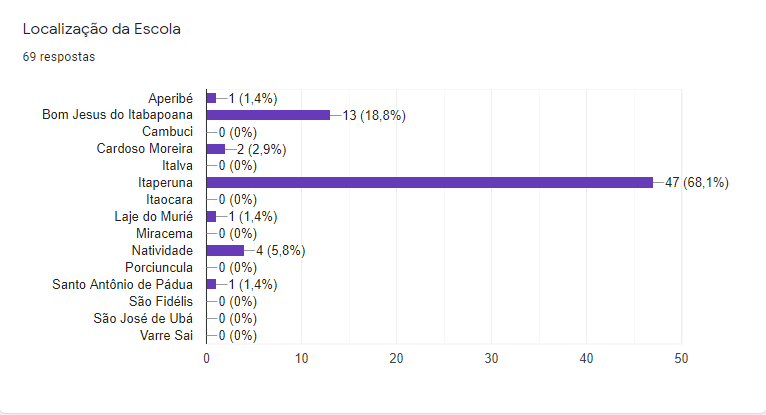 Localização da Escola
69 respostas
Aperibé 1 (1,4%)
Bom Jesus do Itabapoana 13 (18,8%)
Cambuci 0 (0%)
Cardoso Moreira 2 (2,9%)
Italva 0 (0%)
Itaperuna 47 (68,1%)
Itaocara 0 (0%)
Laje do Murié 1 (1,4%)
Miracema 0 (0%)
Natividade 4 (5,8%)
Porciuncula 0 (0%)
Santo Antônio de Pádua 1 (1,4%)
São Fidélis 0 (0%)
São José de Ubá 0 (0%)
Varre Sai 0 (0%)
0 10 20 30 40 50